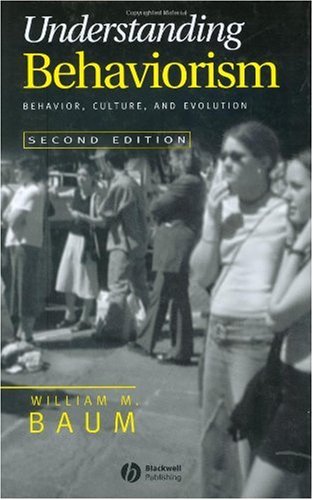 Understanding
Behaviorism
BEHAVIOR, CULTURE, AND EVOLUTION
SECOND EDITION
WILLIAM M.
BAUM
Blackwell
Publishing